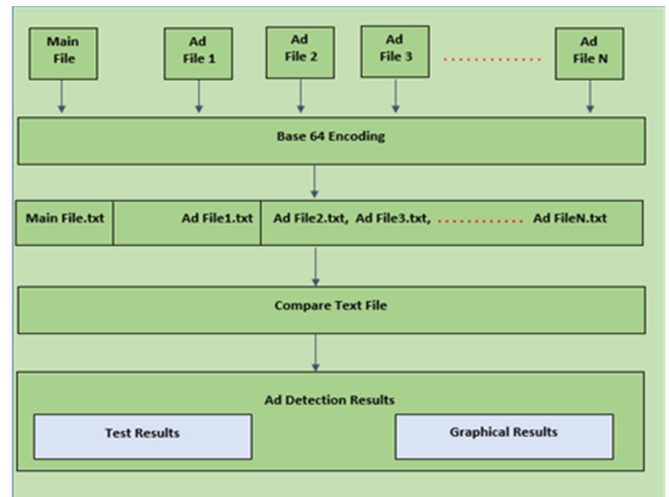 Main File
Ad File 1
Ad File 2
Ad File 3
Ad File N
Base 64 Encoding
Main File.txt Ad File1.txt Ad File2.txt, Ad File3.txt, ............ Ad FileN.txt
Compare Text File
Ad Detection Results
Test Results Graphical Results